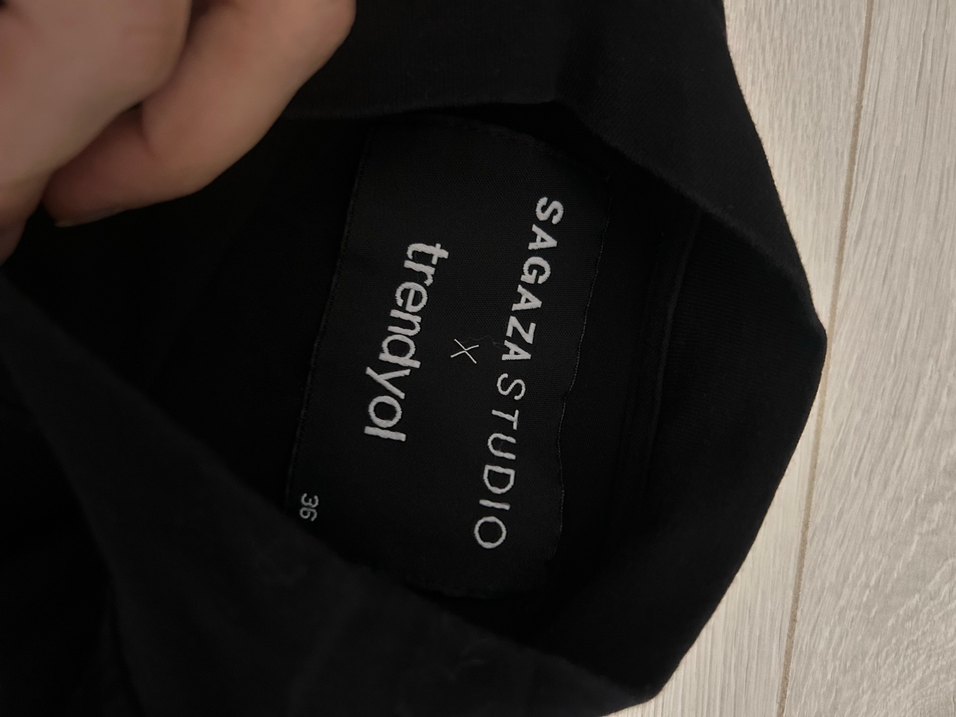 SAGAZA STUDIO
X
trendyol
36